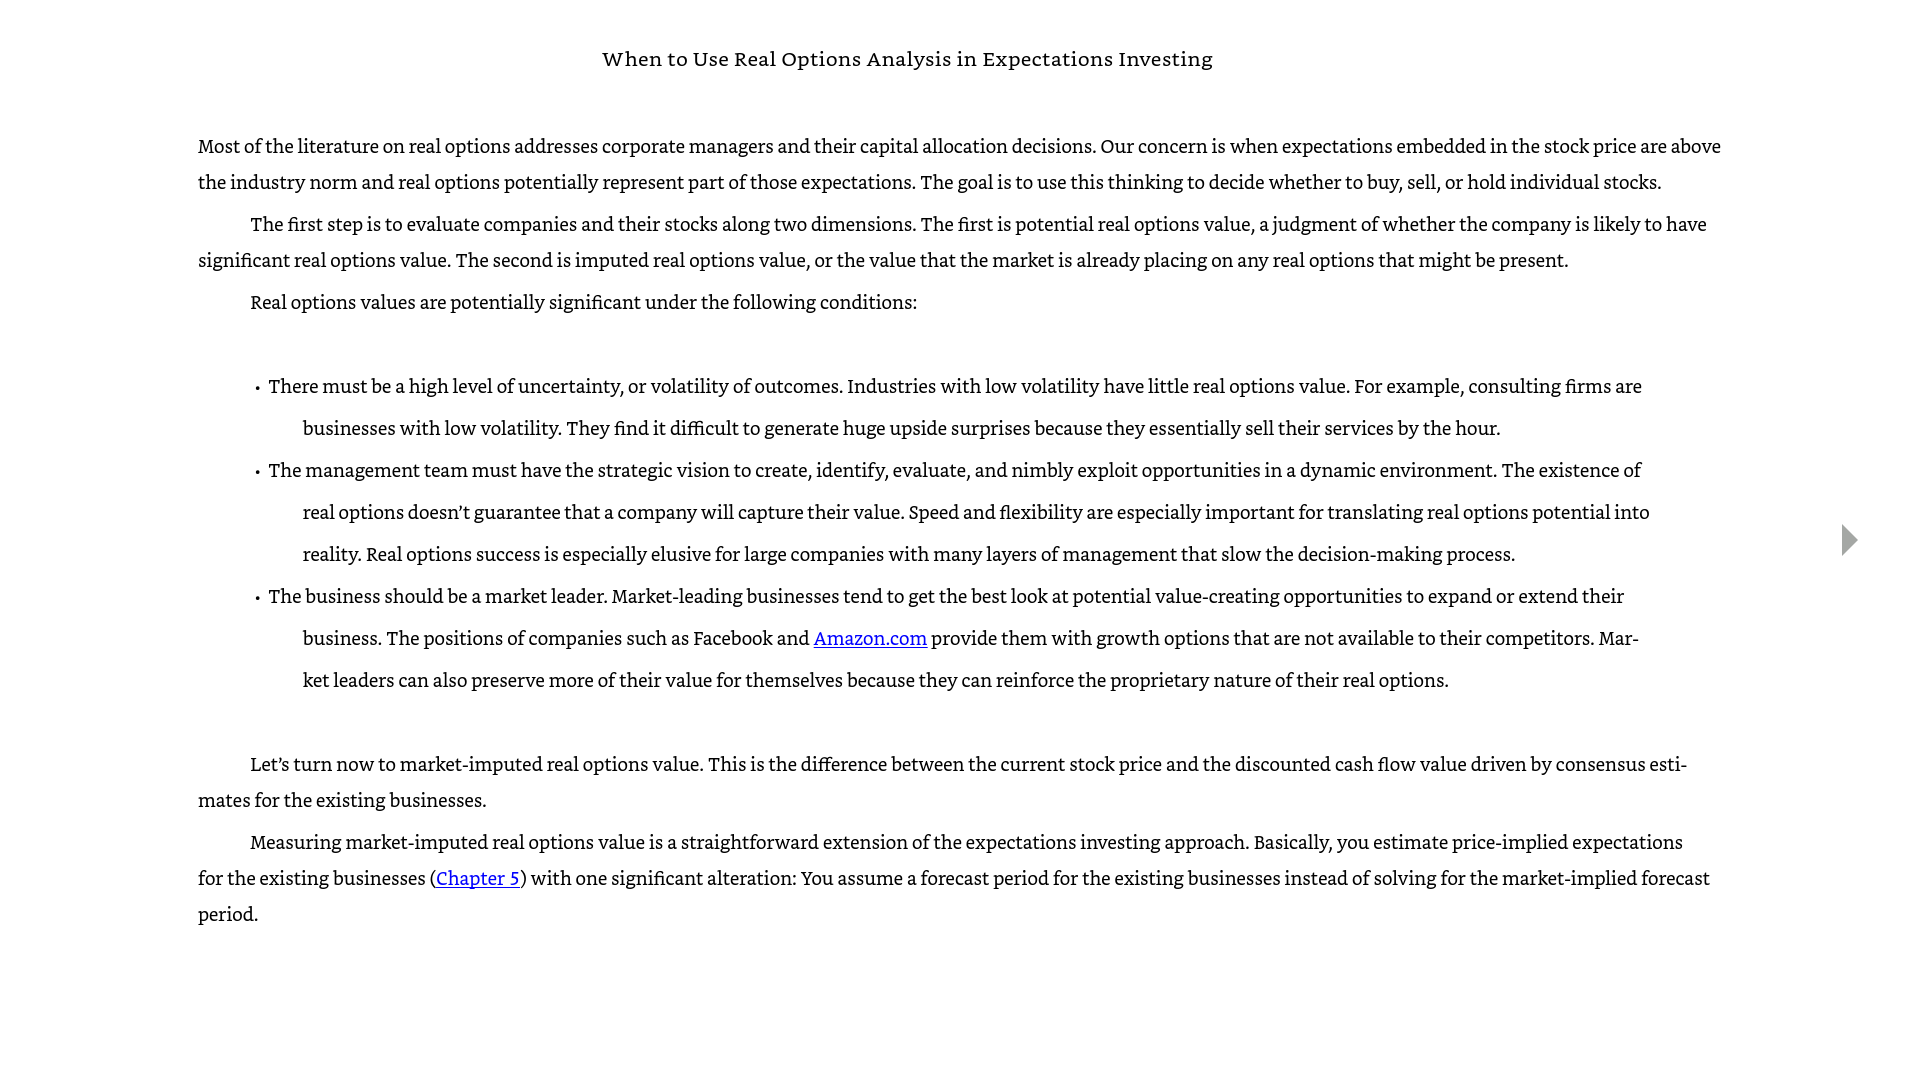 When to Use Real Options Analysis in Expectations Investing
Most of the literature on real options addresses corporate managers and their capital allocation decisions. Our concern is when expectations embedded in the stock price are above
the industry norm and real options potentially represent part of those expectations. The goal is to use this thinking to decide whether to buy, sell, or hold individual stocks.
The first step is to evaluate companies and their stocks along two dimensions. The first is potential real options value, a judgment of whether the company is likely to have
significant real options value. The second is imputed real options value, or the value that the market is already placing on any real options that might be present.
Real options values are potentially significant under the following conditions:
• There must be a high level of uncertainty, or volatility of outcomes. Industries with low volatility have little real options value. For example, consulting firms are
businesses with low volatility. They find it difficult to generate huge upside surprises because they essentially sell their services by the hour.
• The management team must have the strategic vision to create, identify, evaluate, and nimbly exploit opportunities in a dynamic environment. The existence of
real options doesn’t guarantee that a company will capture their value. Speed and flexibility are especially important for translating real options potential into
reality. Real options success is especially elusive for large companies with many layers of management that slow the decision-making process.
• The business should be a market leader. Market-leading businesses tend to get the best look at potential value-creating opportunities to expand or extend their
business. The positions of companies such as Facebook and Amazon.com provide them with growth options that are not available to their competitors. Mar-
ket leaders can also preserve more of their value for themselves because they can reinforce the proprietary nature of their real options.
Let’s turn now to market-imputed real options value. This is the difference between the current stock price and the discounted cash flow value driven by consensus esti-
mates for the existing businesses.
Measuring market-imputed real options value is a straightforward extension of the expectations investing approach. Basically, you estimate price-implied expectations
for the existing businesses (Chapter 5) with one significant alteration: You assume a forecast period for the existing businesses instead of solving for the market-implied forecast
period.